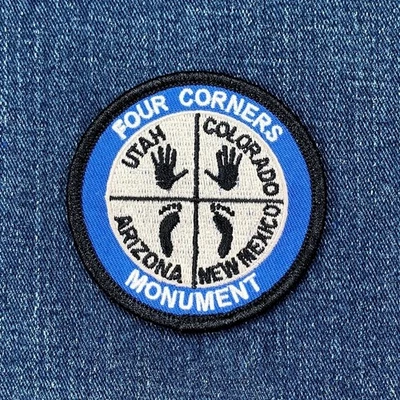 FOUR CORNERS
UTAH
COLORADO
ARIZONA
NEW MEXICO
MONUMENT